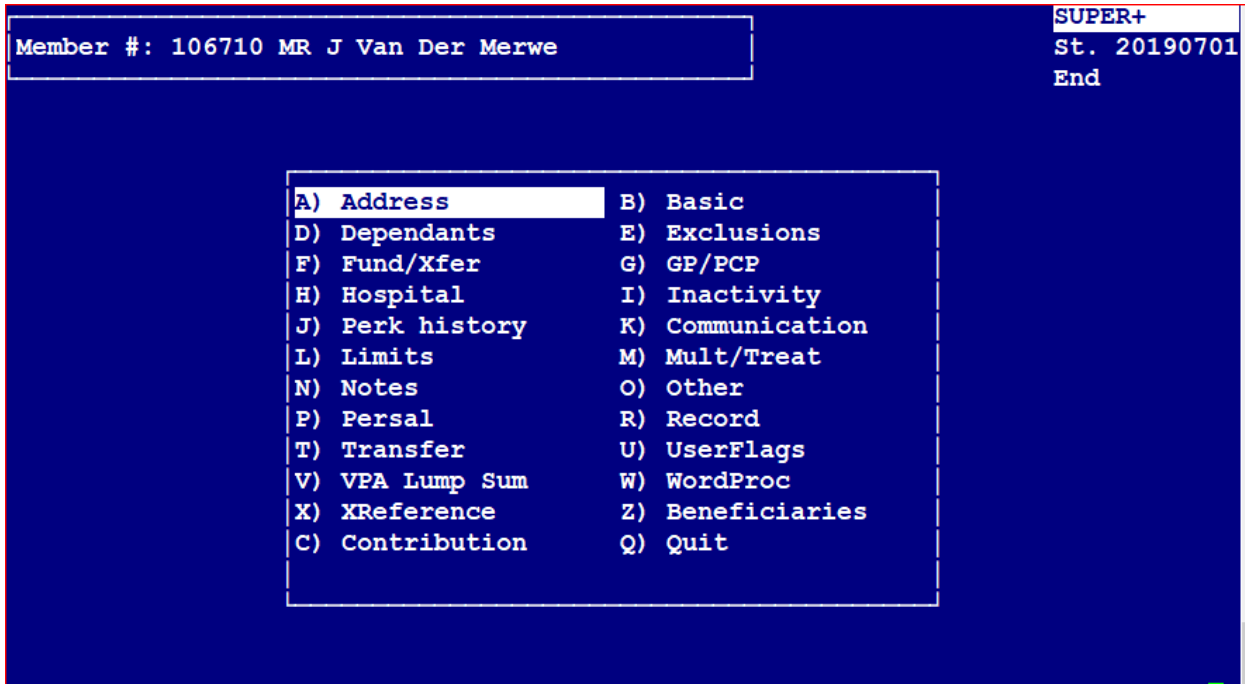 SUPER+
Member #: 106710 MR J Van Der Merwe St. 20190701
End
A) Address B) Basic
D) Dependants E) Exclusions
F) Fund/Xfer G) GP/PCP
H) Hospital I) Inactivity
J) Perk history K) Communication
L) Limits M) Mult/Treat
N) Notes O) Other
P) Persal R) Record
T) Transfer U) UserFlags
V) VPA Lump Sum W) WordProc
X) XReference Z) Beneficiaries
C) Contribution Q) Quit